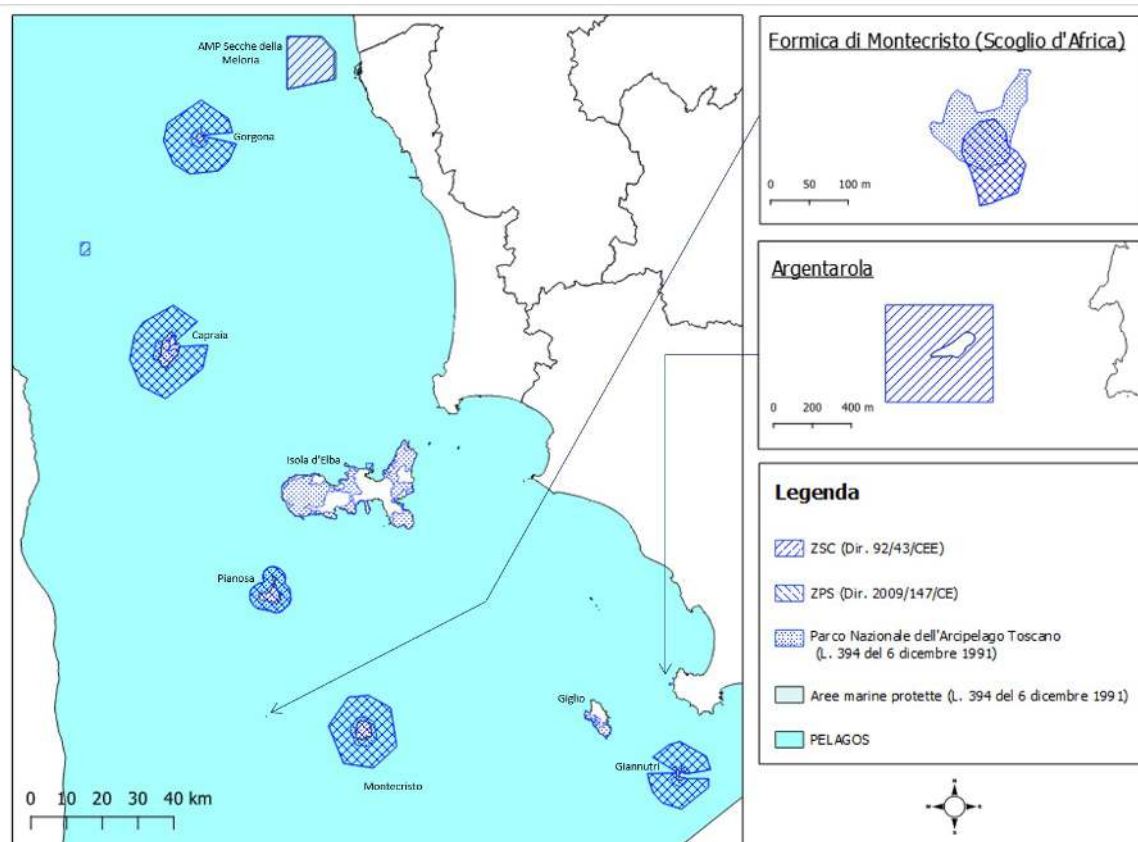 AMP Secche della
Meloria
Gorgona
Capraia
Isola d'Elba
Pianosa
Giglio
Giannutri
Montecristo
0 10 20 30 40 km
Formica di Montecristo (Scoglio d'Africa)
0 50 100 m
Argentarola
0 200 400 m
Legenda
ZSC (Dir. 92/43/CEE)
ZPS (Dir. 2009/147/CE)
Parco Nazionale dell'Arcipelago Toscano
(L. 394 del 6 dicembre 1991)
Aree marine protette (L. 394 del 6 dicembre 1991)
PELAGOS